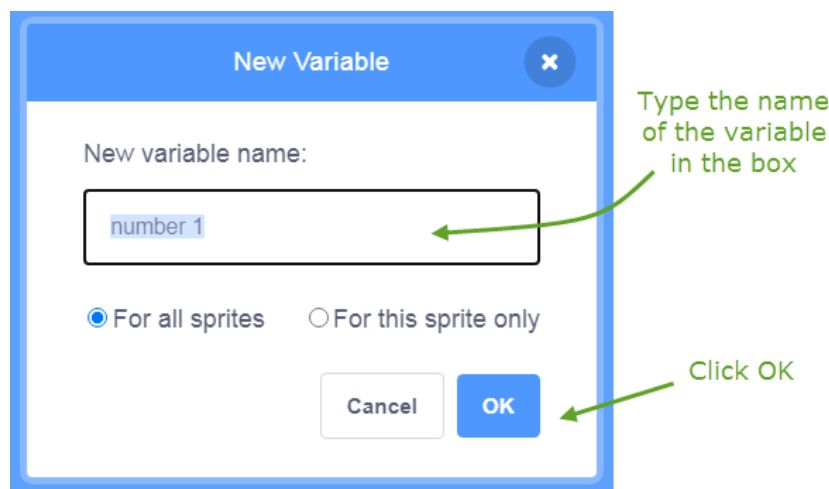 New Variable
Type the name
of the variable
in the box
New variable name:
number 1
For all sprites
For this sprite only
Click OK
Cancel
OK